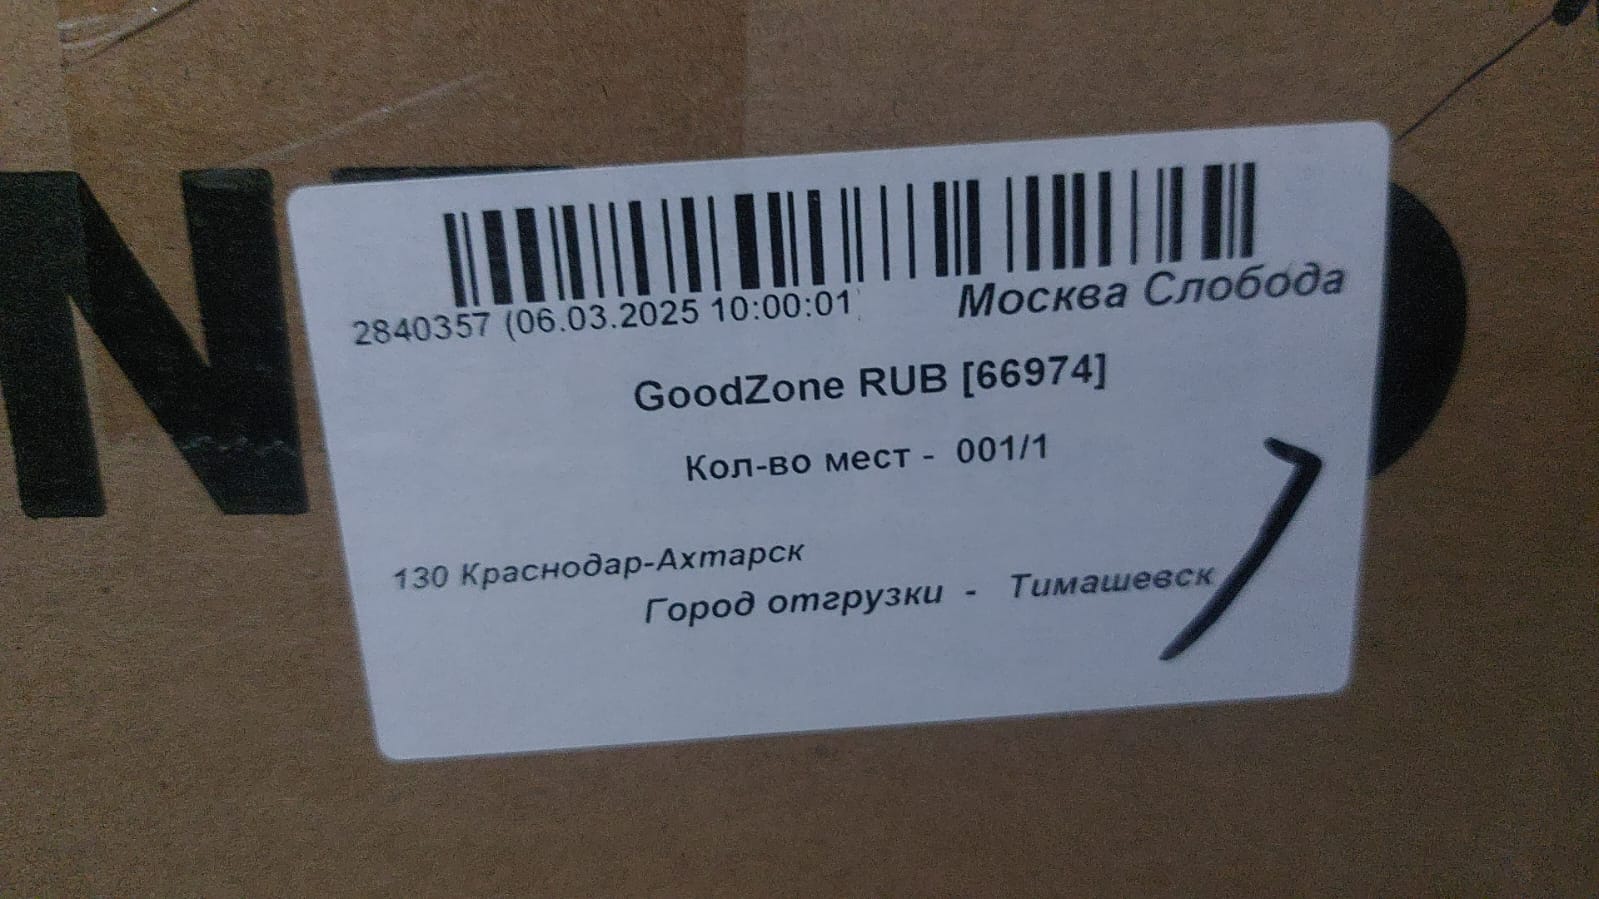 2840357 (06.03.2025 10:00:01
Москва Слобода
GoodZone RUB [66974]
Кол-во мест - 001/1
130 Краснодар-Ахтарск
Город отгрузки - Тимашевск